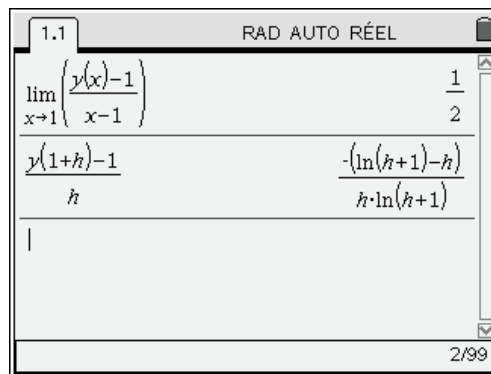 1.1 RAD AUTO RÉEL
lim x→1 ( (y(x)−1) / (x−1) ) 1/2
(y(1+h)−1) / h -(ln(h+1)−h) / (h·ln(h+1))
2/99